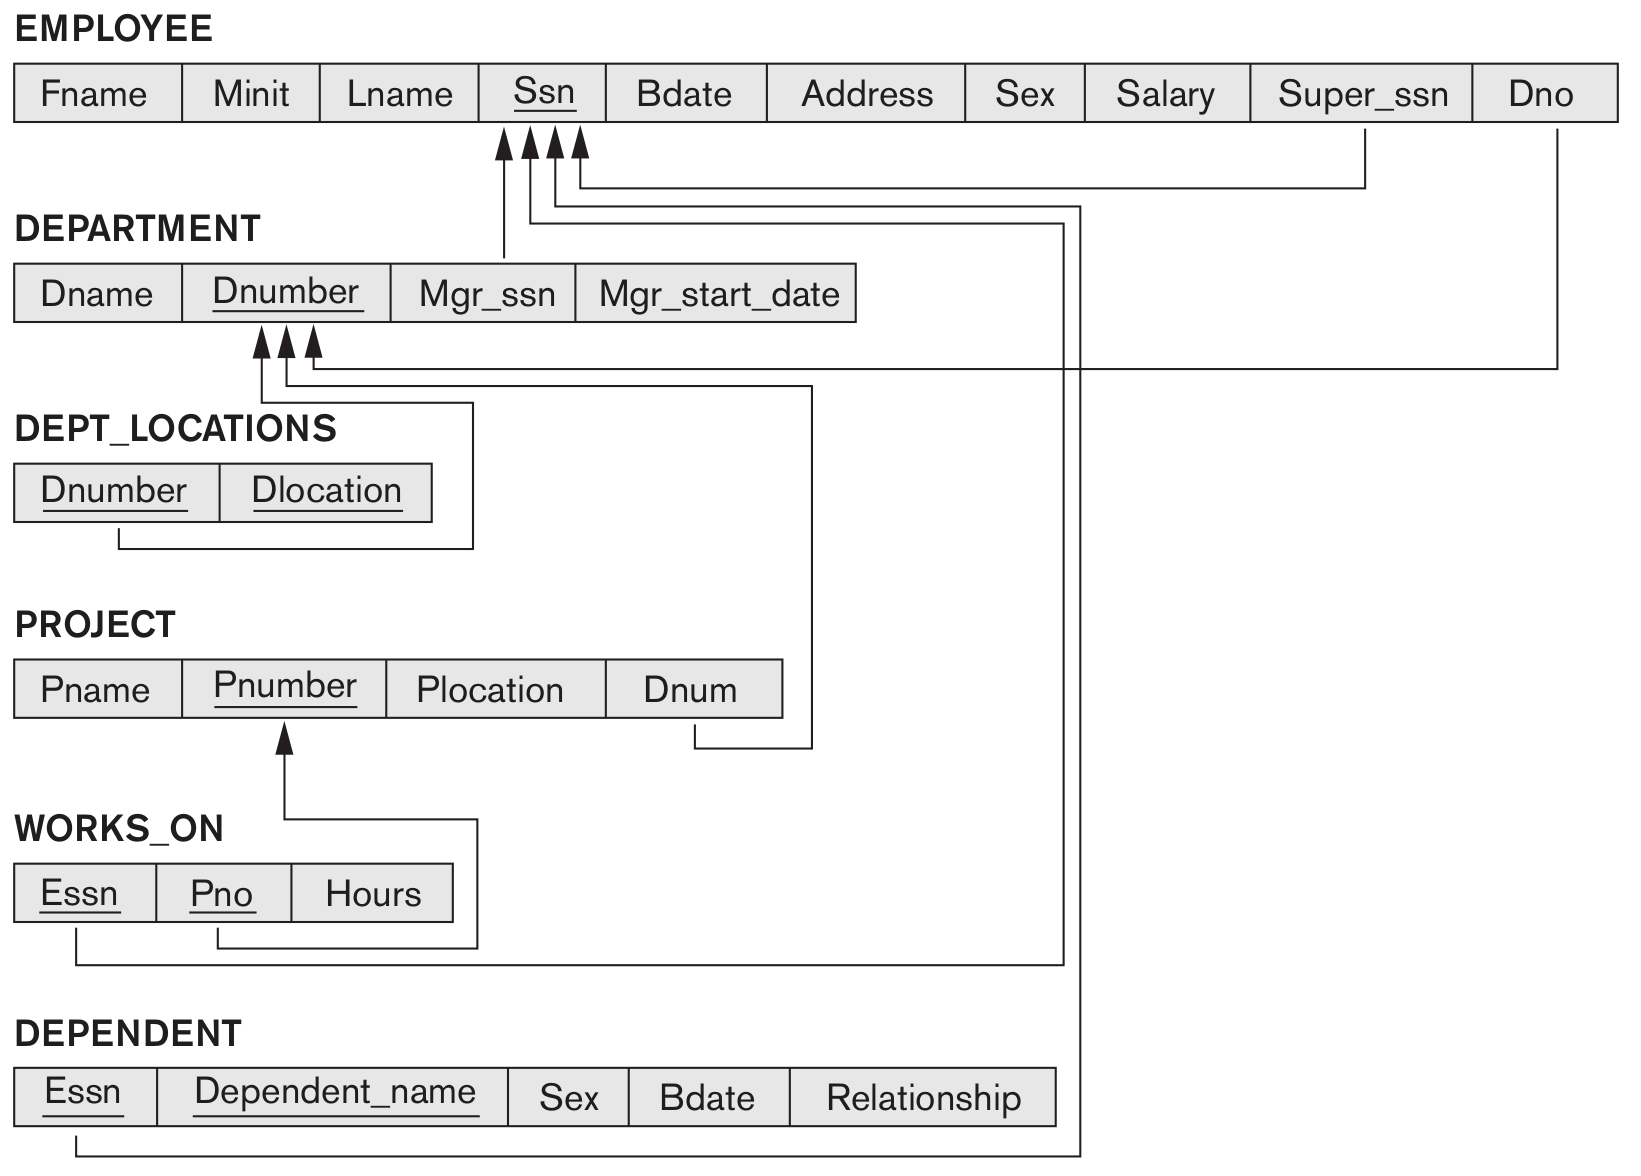 EMPLOYEE
Fname Minit Lname Ssn Bdate Address Sex Salary Super_ssn Dno
DEPARTMENT
Dname Dnumber Mgr_ssn Mgr_start_date
DEPT_LOCATIONS
Dnumber Dlocation
PROJECT
Pname Pnumber Plocation Dnum
WORKS_ON
Essn Pno Hours
DEPENDENT
Essn Dependent_name Sex Bdate Relationship